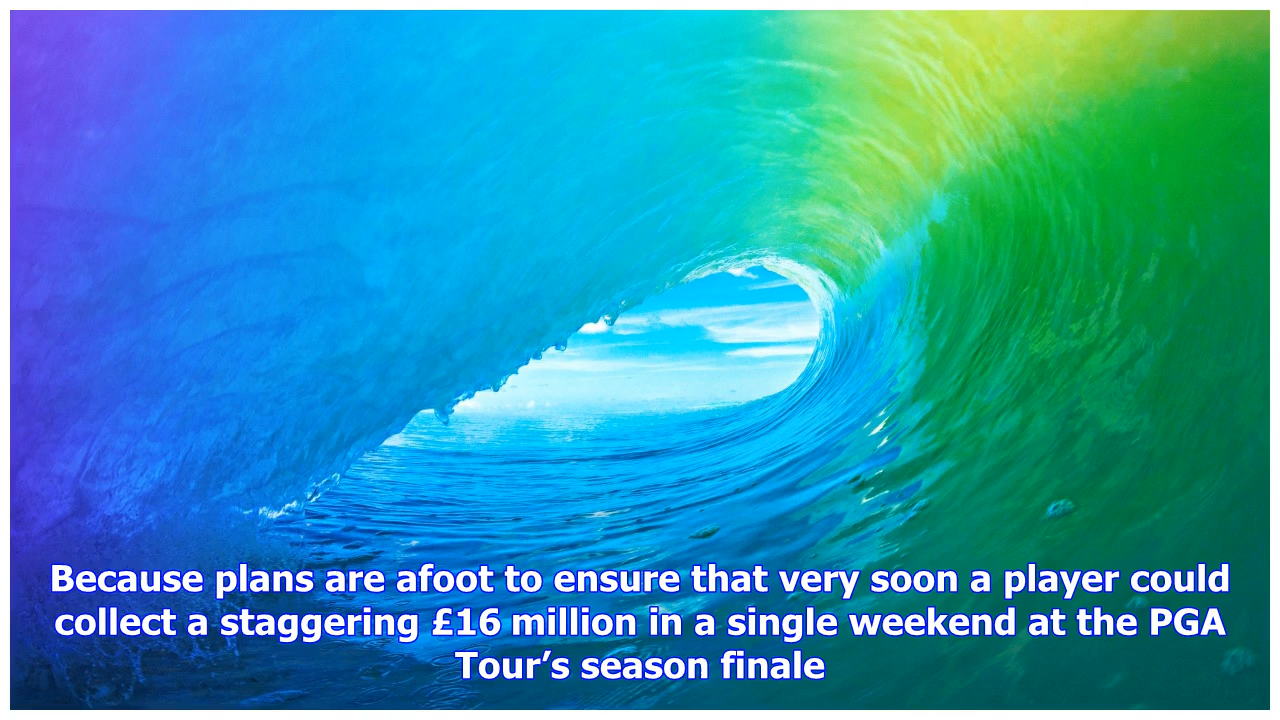 Because plans are afoot to ensure that very soon a player could
collect a staggering £16 million in a single weekend at the PGA
Tour’s season finale